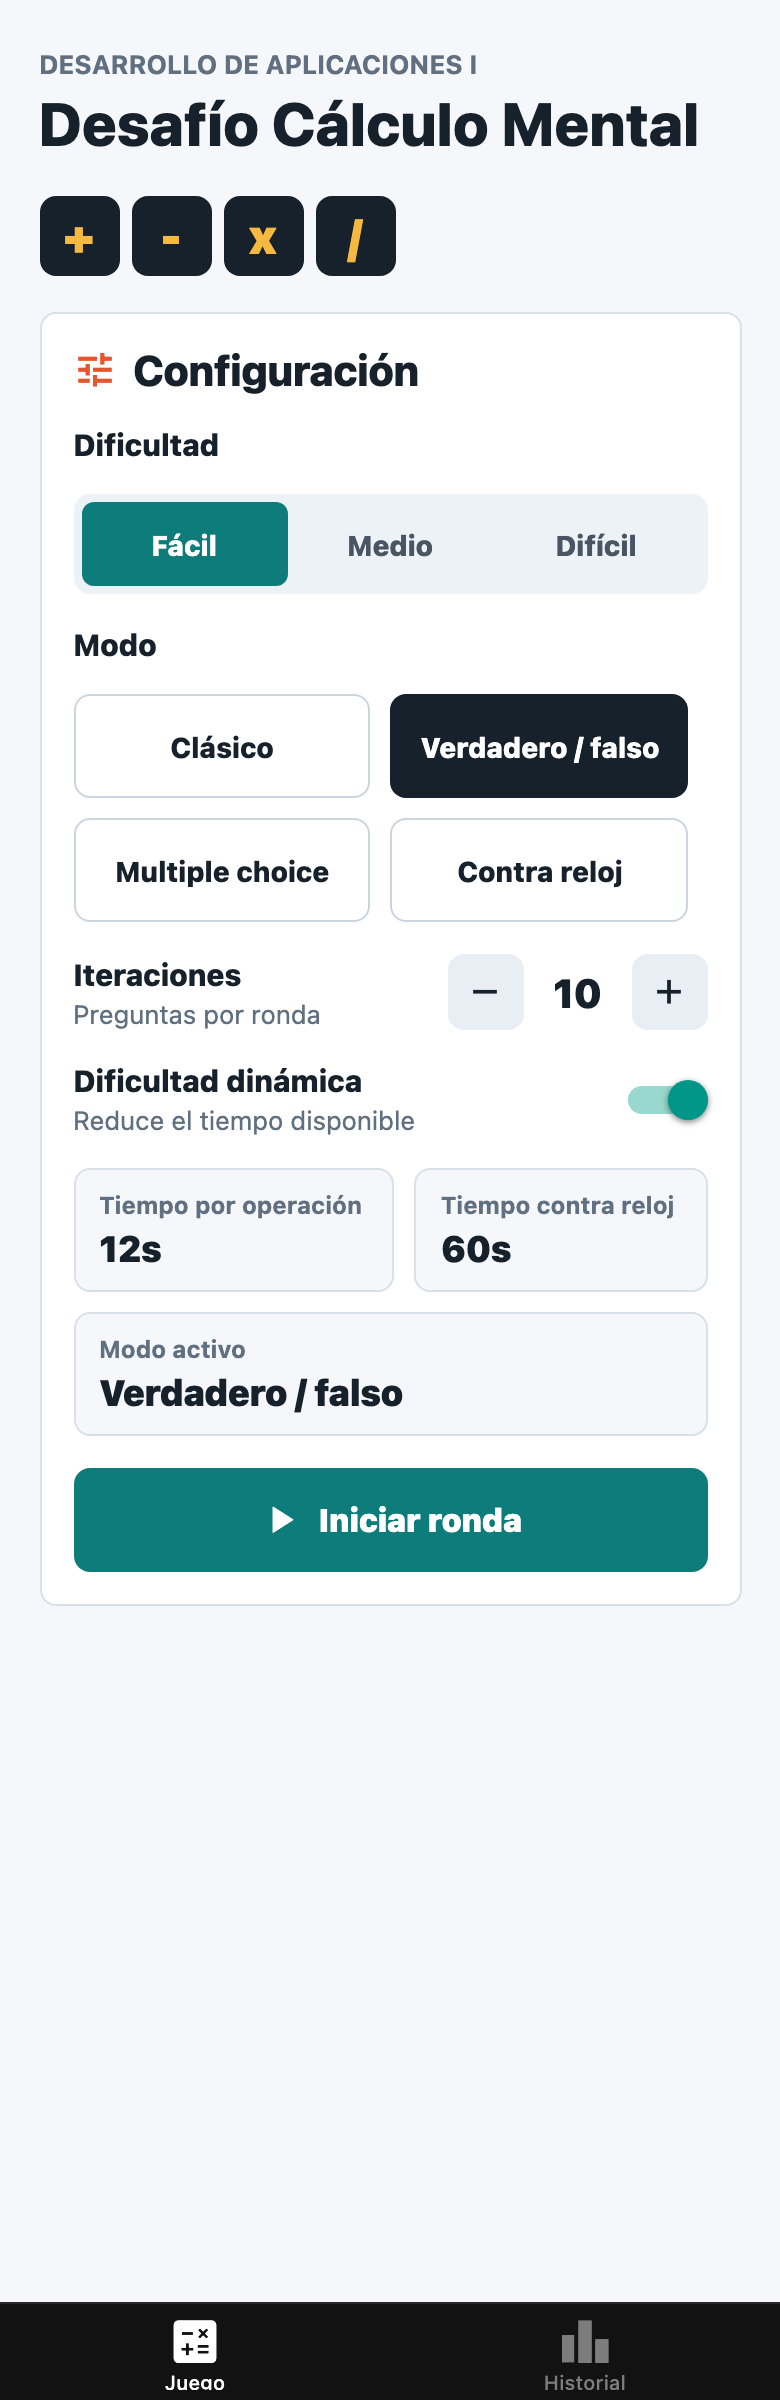 DESARROLLO DE APLICACIONES I
Desafío Cálculo Mental
+ - x /
Configuración
Dificultad
Fácil Medio Difícil
Modo
Clásico Verdadero / falso
Multiple choice Contra reloj
Iteraciones
Preguntas por ronda
− 10 +
Dificultad dinámica
Reduce el tiempo disponible
Tiempo por operación Tiempo contra reloj
12s 60s
Modo activo
Verdadero / falso
Iniciar ronda
Juego Historial